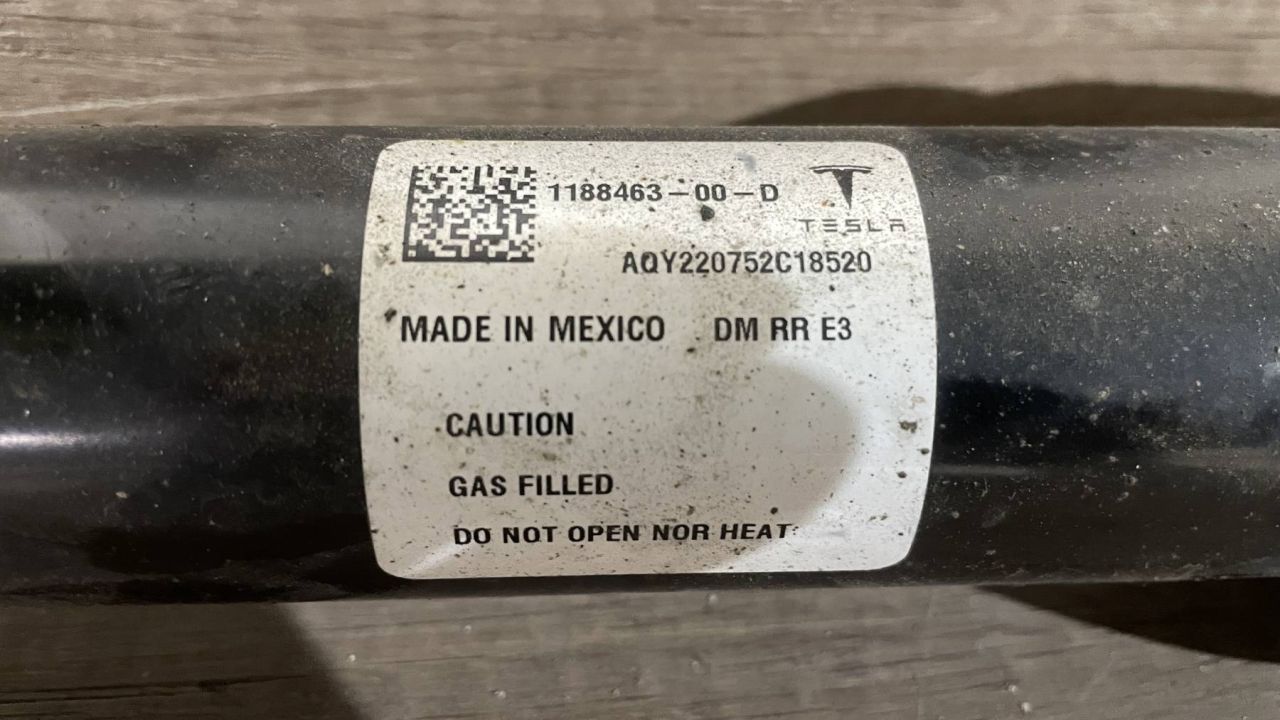 1188463-00-D
TESLA
AQY220752C18520
MADE IN MEXICO DM RR E3
CAUTION
GAS FILLED
DO NOT OPEN NOR HEAT